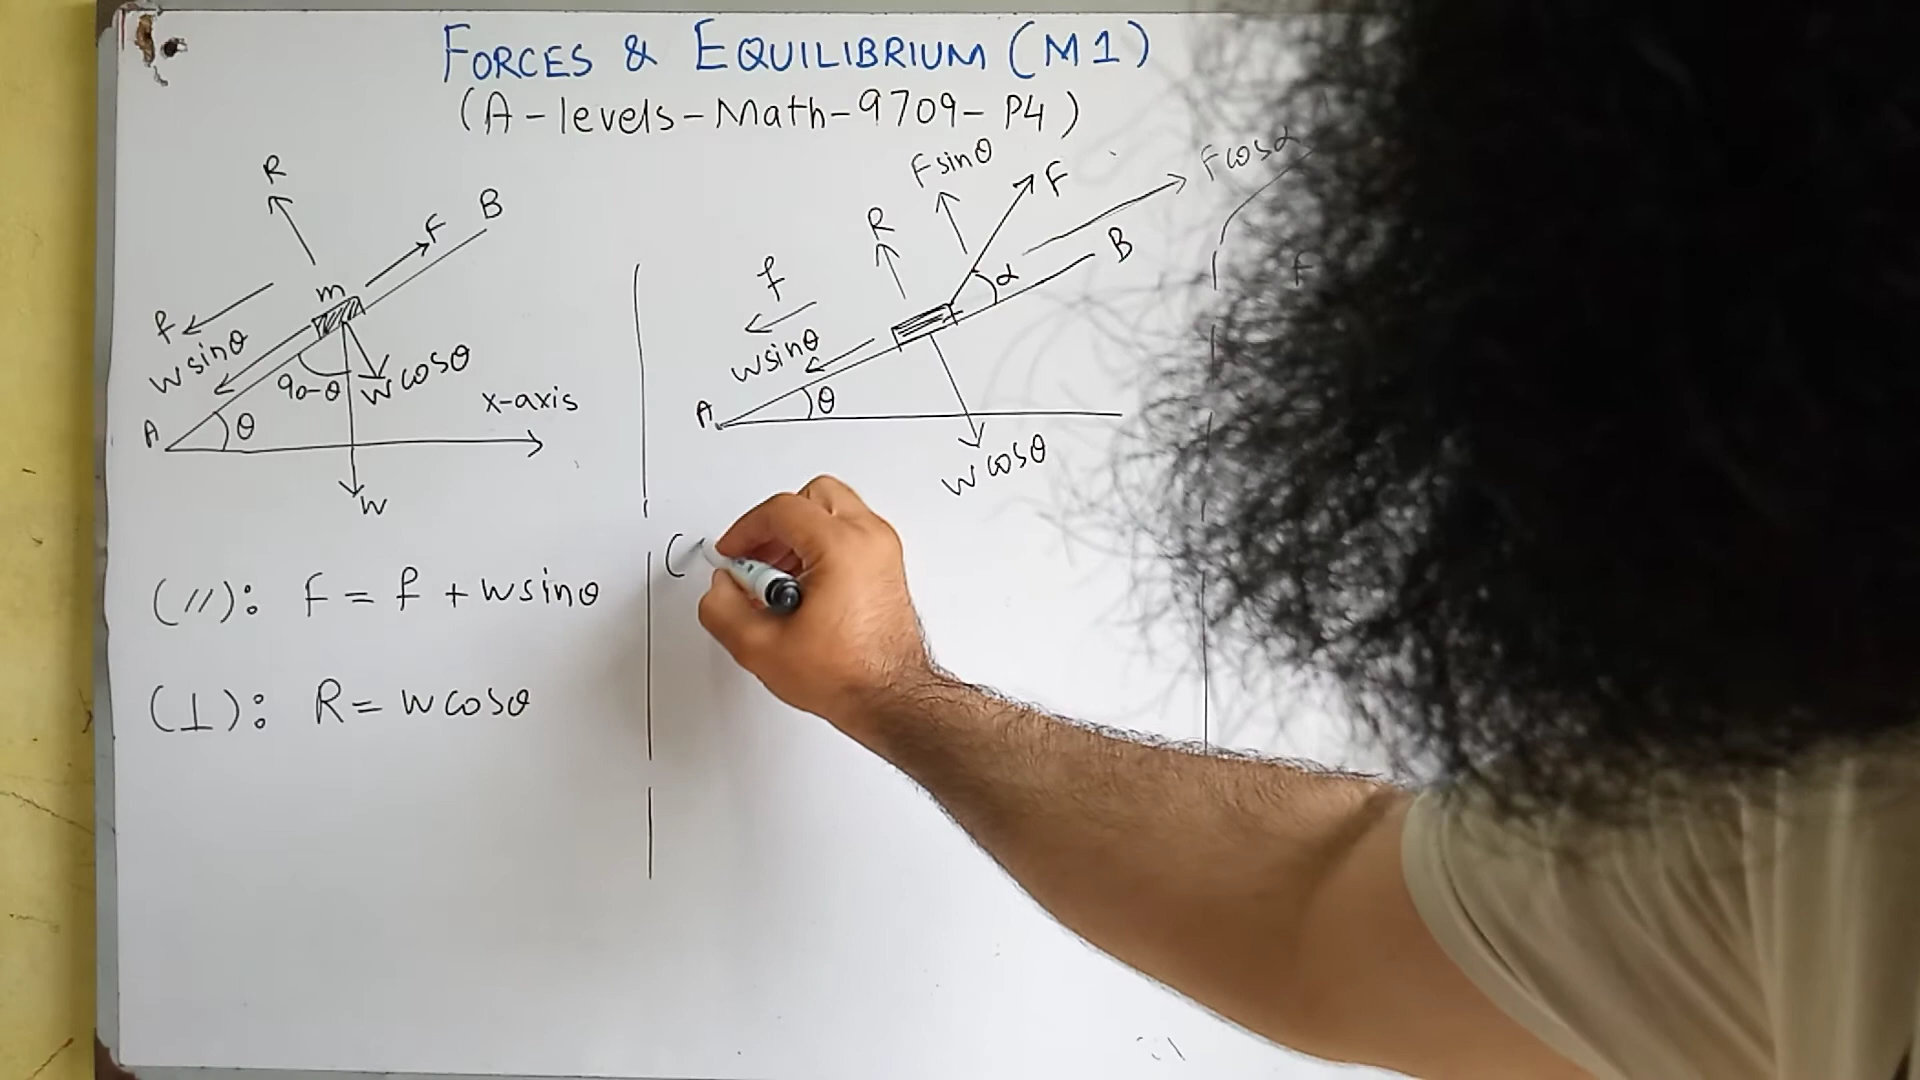 FORCES & EQUILIBRIUM (M1)
(A-levels-Math-9709-P4)
R
F
B
m
f
wsinθ
90-θ
wcosθ
x-axis
A
θ
w
(//): F = f + wsinθ
(⊥): R = wcosθ
Fsinθ
F
Fcosα
R
B
α
f
wsinθ
A
θ
wcosθ
(
f